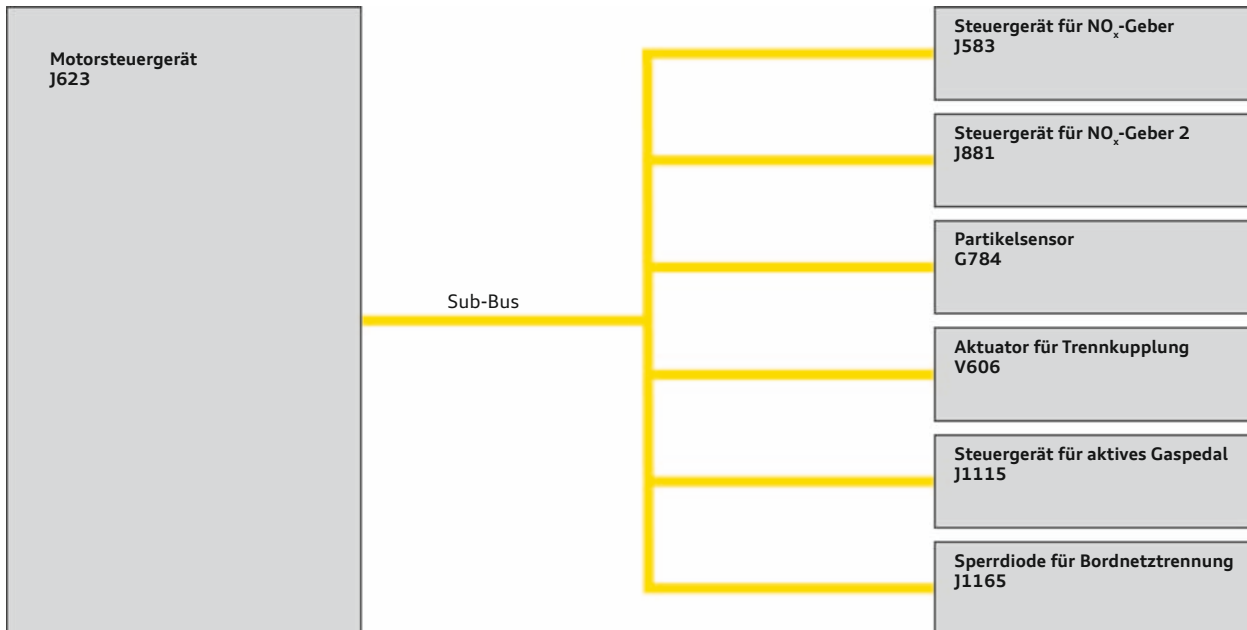 Motorsteuergerät
J623
Sub-Bus
Steuergerät für NOx-Geber
J583
Steuergerät für NOx-Geber 2
J881
Partikelsensor
G784
Aktuator für Trennkupplung
V606
Steuergerät für aktives Gaspedal
J1115
Sperrdiode für Bordnetztrennung
J1165